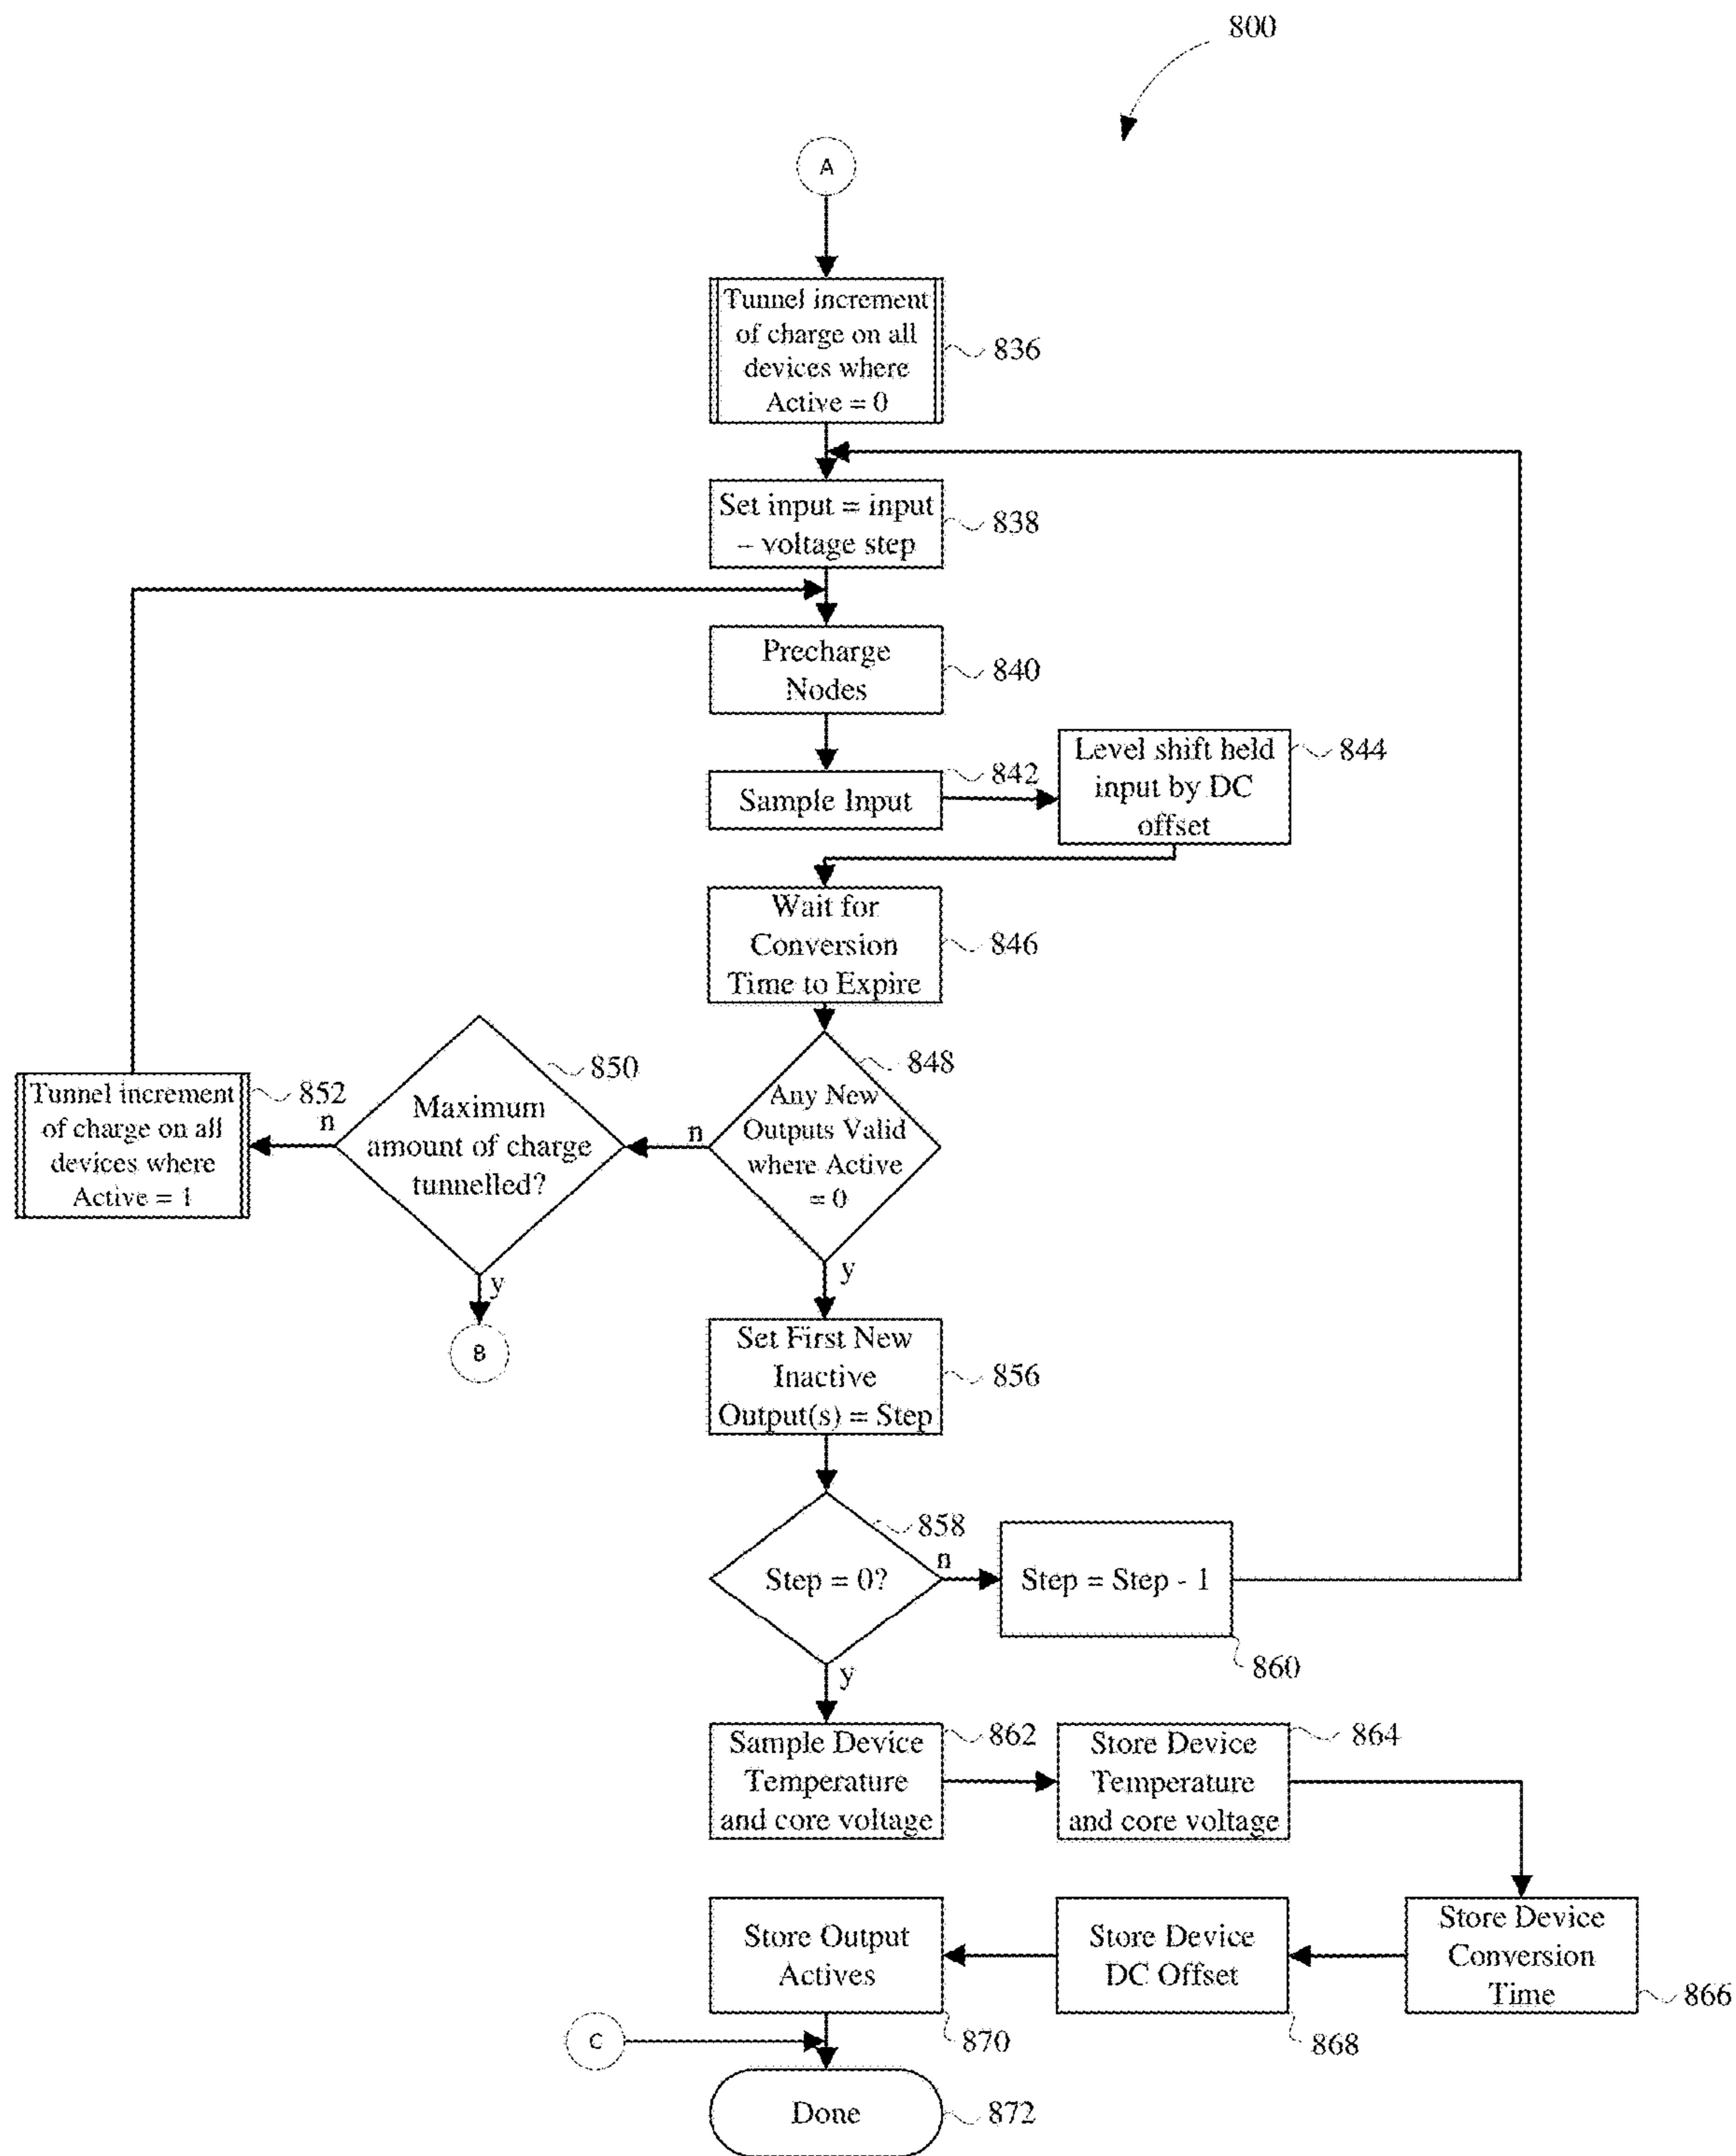 800
A
Tunnel increment
of charge on all
devices where
Active = 0
836
Set input = input
– voltage step
838
Precharge
Nodes
840
Sample Input
842
Level shift held
input by DC
offset
844
Wait for
Conversion
Time to Expire
846
Any New
Outputs Valid
where Active
= 0
848
n
y
Maximum
amount of charge
tunnelled?
850
n
y
Tunnel increment
of charge on all
devices where
Active = 1
852
B
Set First New
Inactive
Output(s) = Step
856
Step = 0?
858
n
y
Step = Step - 1
860
Sample Device
Temperature
and core voltage
862
Store Device
Temperature
and core voltage
864
Store Device
Conversion
Time
866
Store Device
DC Offset
868
Store Output
Actives
870
C
Done
872